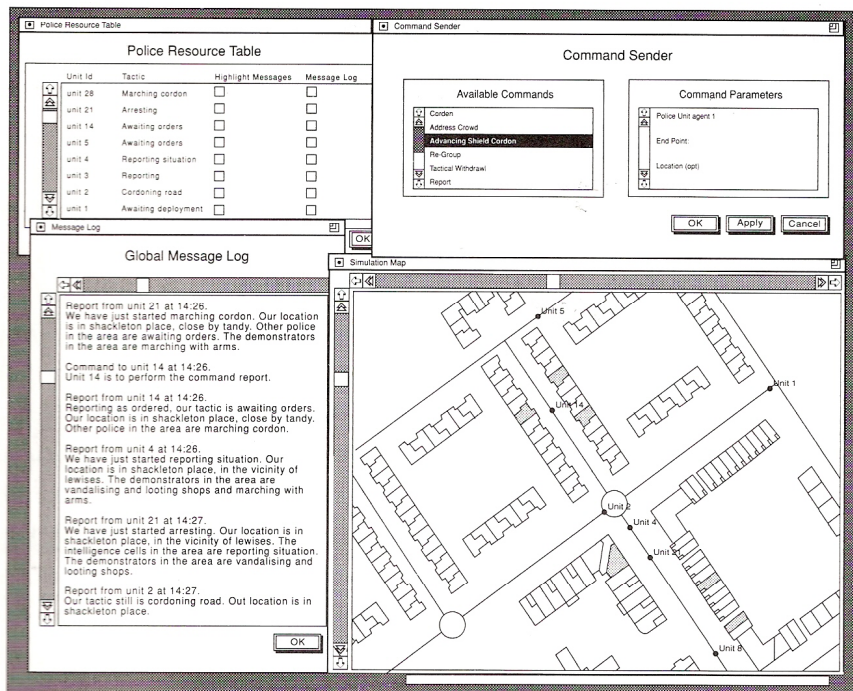 Police Resource Table
Police Resource Table
Unit Id Tactic Highlight Messages Message Log
unit 28 Marching cordon
unit 21 Arresting
unit 14 Awaiting orders
unit 5 Awaiting orders
unit 4 Reporting situation
unit 3 Reporting
unit 2 Cordoning road
unit 1 Awaiting deployment
OK
Command Sender
Command Sender
Available Commands
Corden
Address Crowd
Advancing Shield Cordon
Re-Group
Tactical Withdrawl
Report
Command Parameters
Police Unit agent 1
End Point:
Location (opt)
OK Apply Cancel
Message Log
Global Message Log
Report from unit 21 at 14:26.
We have just started marching cordon. Our location
is in shackleton place, close by tandy. Other police
in the area are awaiting orders. The demonstrators
in the area are marching with arms.
Command to unit 14 at 14:26.
Unit 14 is to perform the command report.
Report from unit 14 at 14:26.
Reporting as ordered, our tactic is awaiting orders.
Our location is in shackleton place, close by tandy.
Other police in the area are marching cordon.
Report from unit 4 at 14:26.
We have just started reporting situation. Our
location is in shackleton place, in the vicinity of
lewises. The demonstrators in the area are
vandalising and looting shops and marching with
arms.
Report from unit 21 at 14:27.
We have just started arresting. Our location is in
shackleton place, in the vicinity of lewises. The
intelligence cells in the area are reporting situation.
The demonstrators in the area are vandalising and
looting shops.
Report from unit 2 at 14:27.
Our tactic still is cordoning road. Out location is in
shackleton place.
OK
Simulation Map
Unit 5
Unit 1
Unit 14
Unit 2
Unit 4
Unit 21
Unit 8